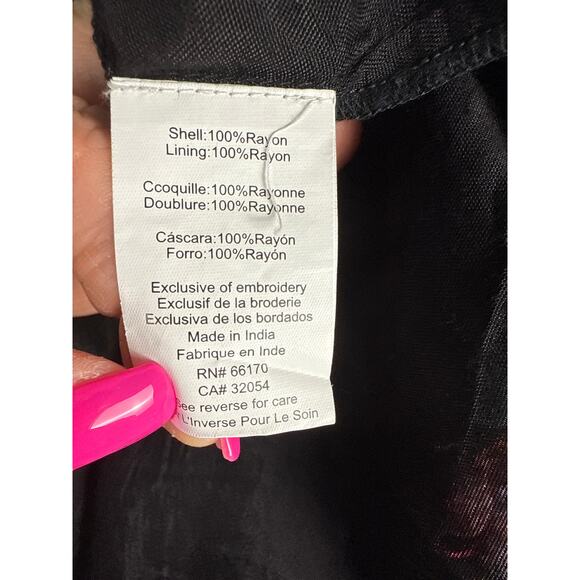 Shell:100%Rayon
Lining:100%Rayon
Ccoquille:100%Rayonne
Doublure:100%Rayonne
Cáscara:100%Rayón
Forro:100%Rayón
Exclusive of embroidery
Exclusif de la broderie
Exclusiva de los bordados
Made in India
Fabrique en Inde
RN# 66170
CA# 32054
See reverse for care
L'Inverse Pour Le Soin